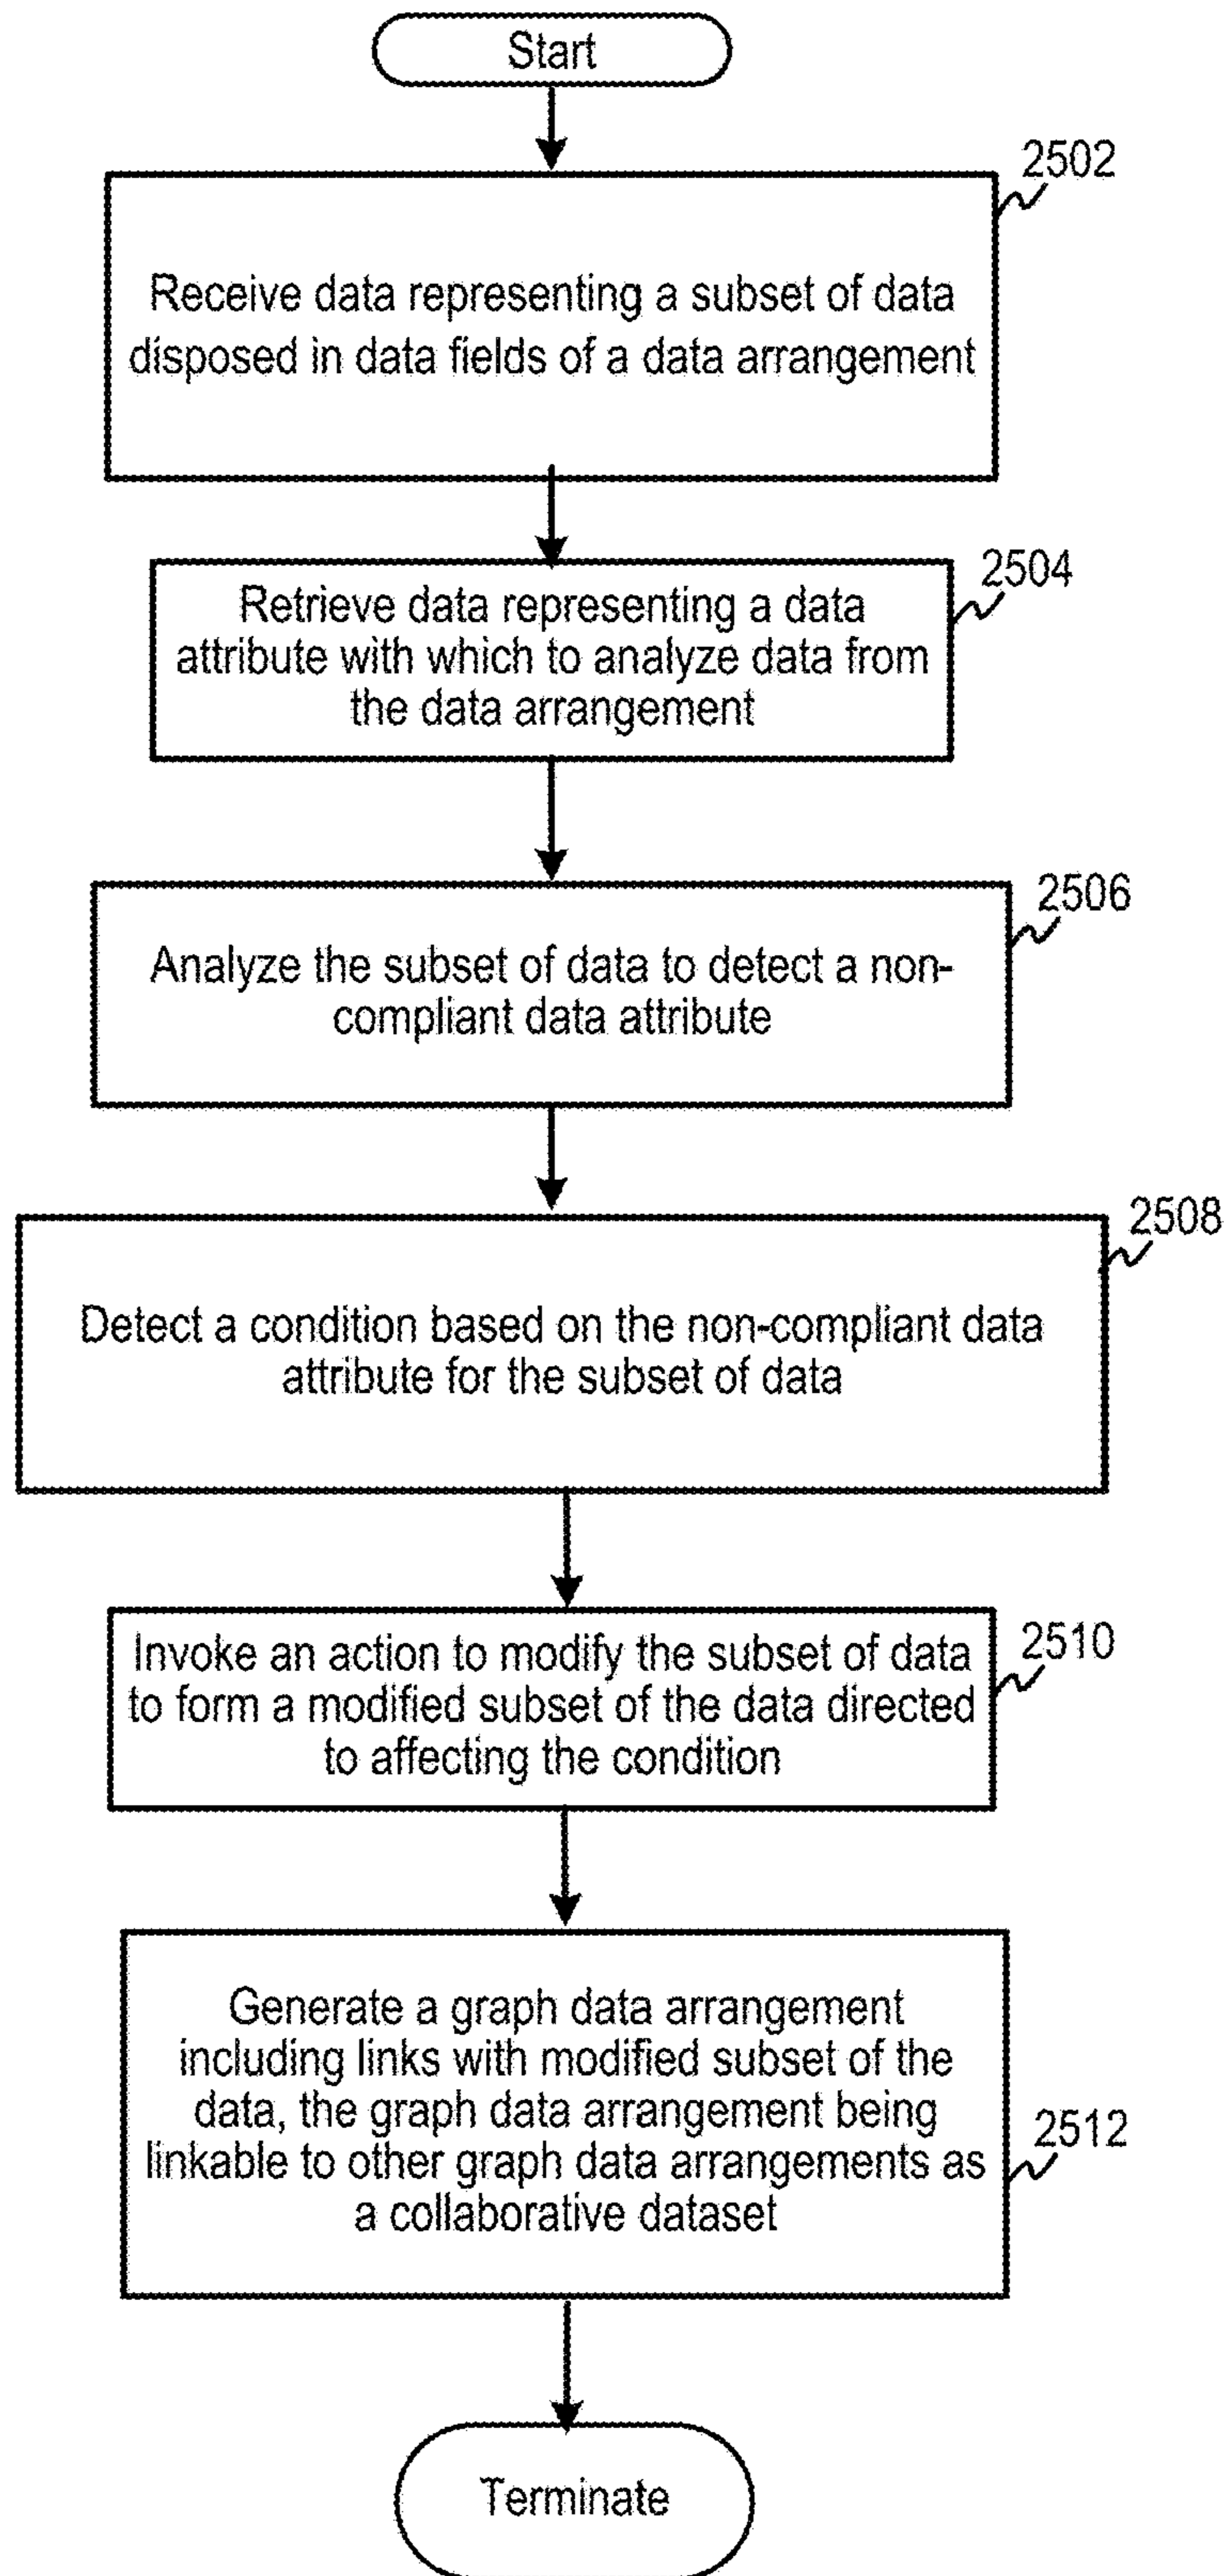 Start
2502
Receive data representing a subset of data
disposed in data fields of a data arrangement
2504
Retrieve data representing a data
attribute with which to analyze data from
the data arrangement
2506
Analyze the subset of data to detect a non-
compliant data attribute
2508
Detect a condition based on the non-compliant data
attribute for the subset of data
2510
Invoke an action to modify the subset of data
to form a modified subset of the data directed
to affecting the condition
Generate a graph data arrangement
including links with modified subset of the
data, the graph data arrangement being
2512
linkable to other graph data arrangements as
a collaborative dataset
Terminate